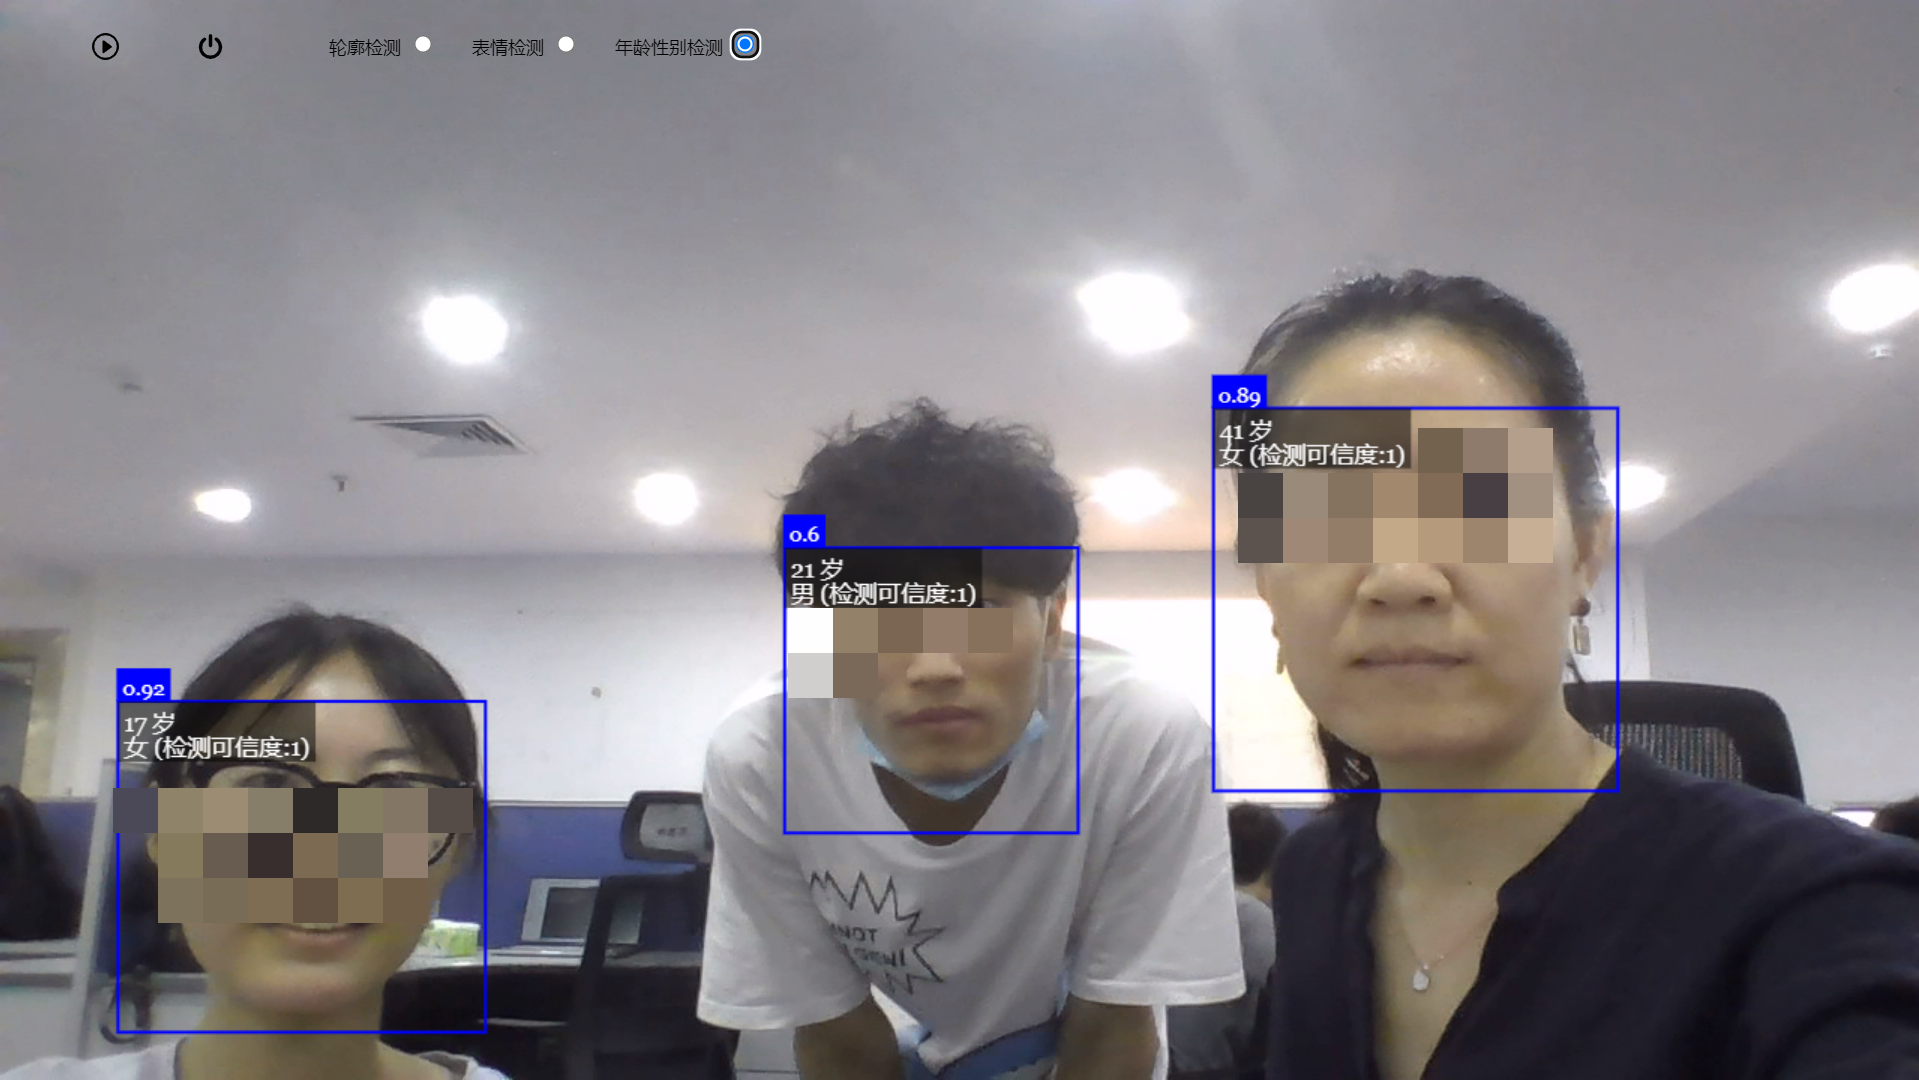 轮廓检测 表情检测 年龄性别检测
0.89
41 岁
女 (检测可信度:1)
0.6
21 岁
男 (检测可信度:1)
0.92
17 岁
女 (检测可信度:1)
NOT